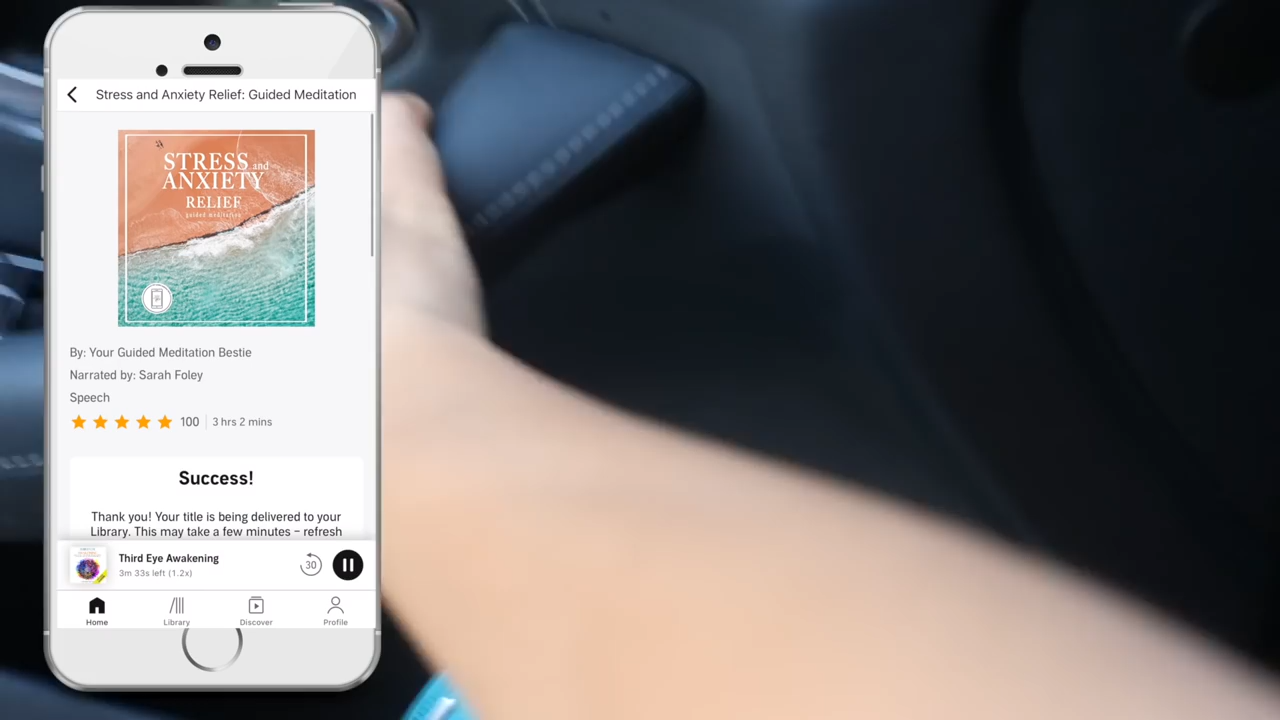 Stress and Anxiety Relief: Guided Meditation
STRESS and
ANXIETY
RELIEF
guided meditation
By: Your Guided Meditation Bestie
Narrated by: Sarah Foley
Speech
100 3 hrs 2 mins
Success!
Thank you! Your title is being delivered to your
Library. This may take a few minutes – refresh
Third Eye Awakening
30
3m 33s left (1.2x)
Home Library Discover Profile